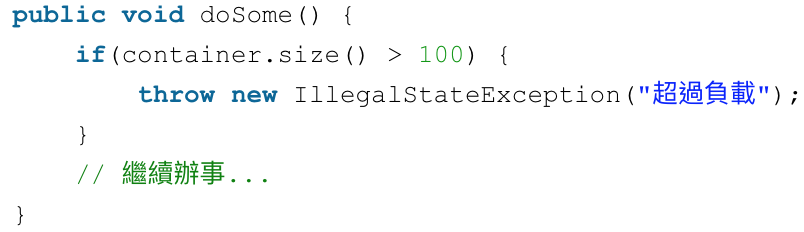 public void doSome() {
    if(container.size() > 100) {
        throw new IllegalStateException("超過負載");
    }
    // 繼續辦事...
}